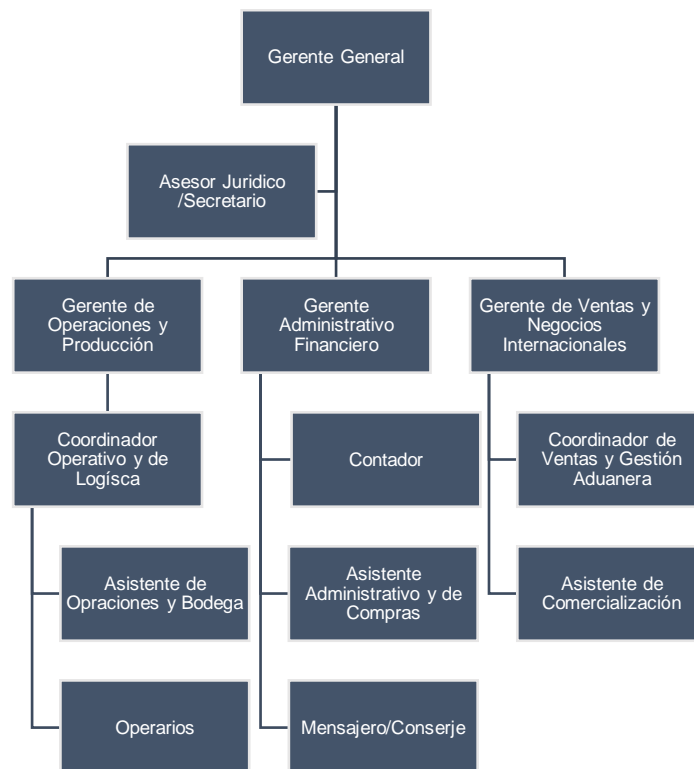 Gerente General
Asesor Juridico
/Secretario
Gerente de
Operaciones y
Producción
Gerente
Administrativo
Financiero
Gerente de Ventas y
Negocios
Internacionales
Coordinador
Operativo y de
Logísca
Contador
Coordinador de
Ventas y Gestión
Aduanera
Asistente de
Opraciones y Bodega
Asistente
Administrativo y de
Compras
Asistente de
Comercialización
Operarios
Mensajero/Conserje